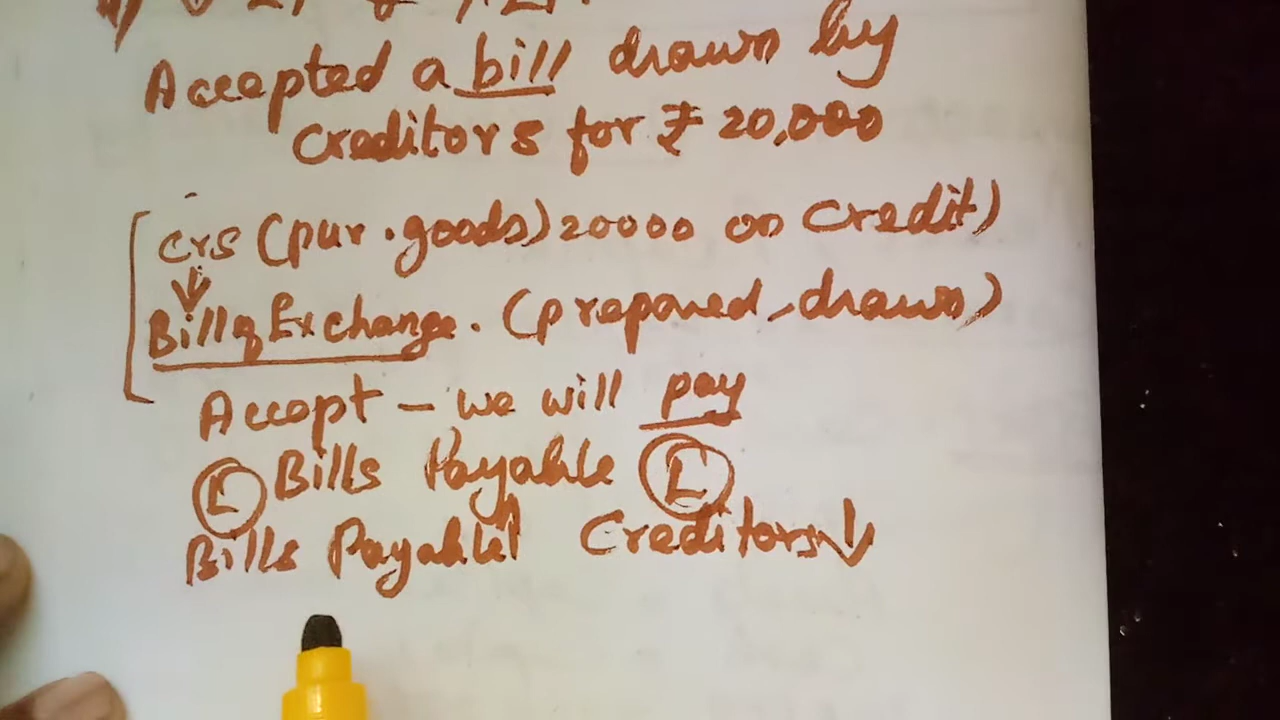 Accepted a bill drawn by
creditors for ₹ 20,000
crs (pur. goods) 20000 on credit)
↓
Bill of Exchange. (prepared, drawn)
Accept - we will pay
Ⓛ Bills Payable Ⓛ
Bills Payable↑ Creditors↓